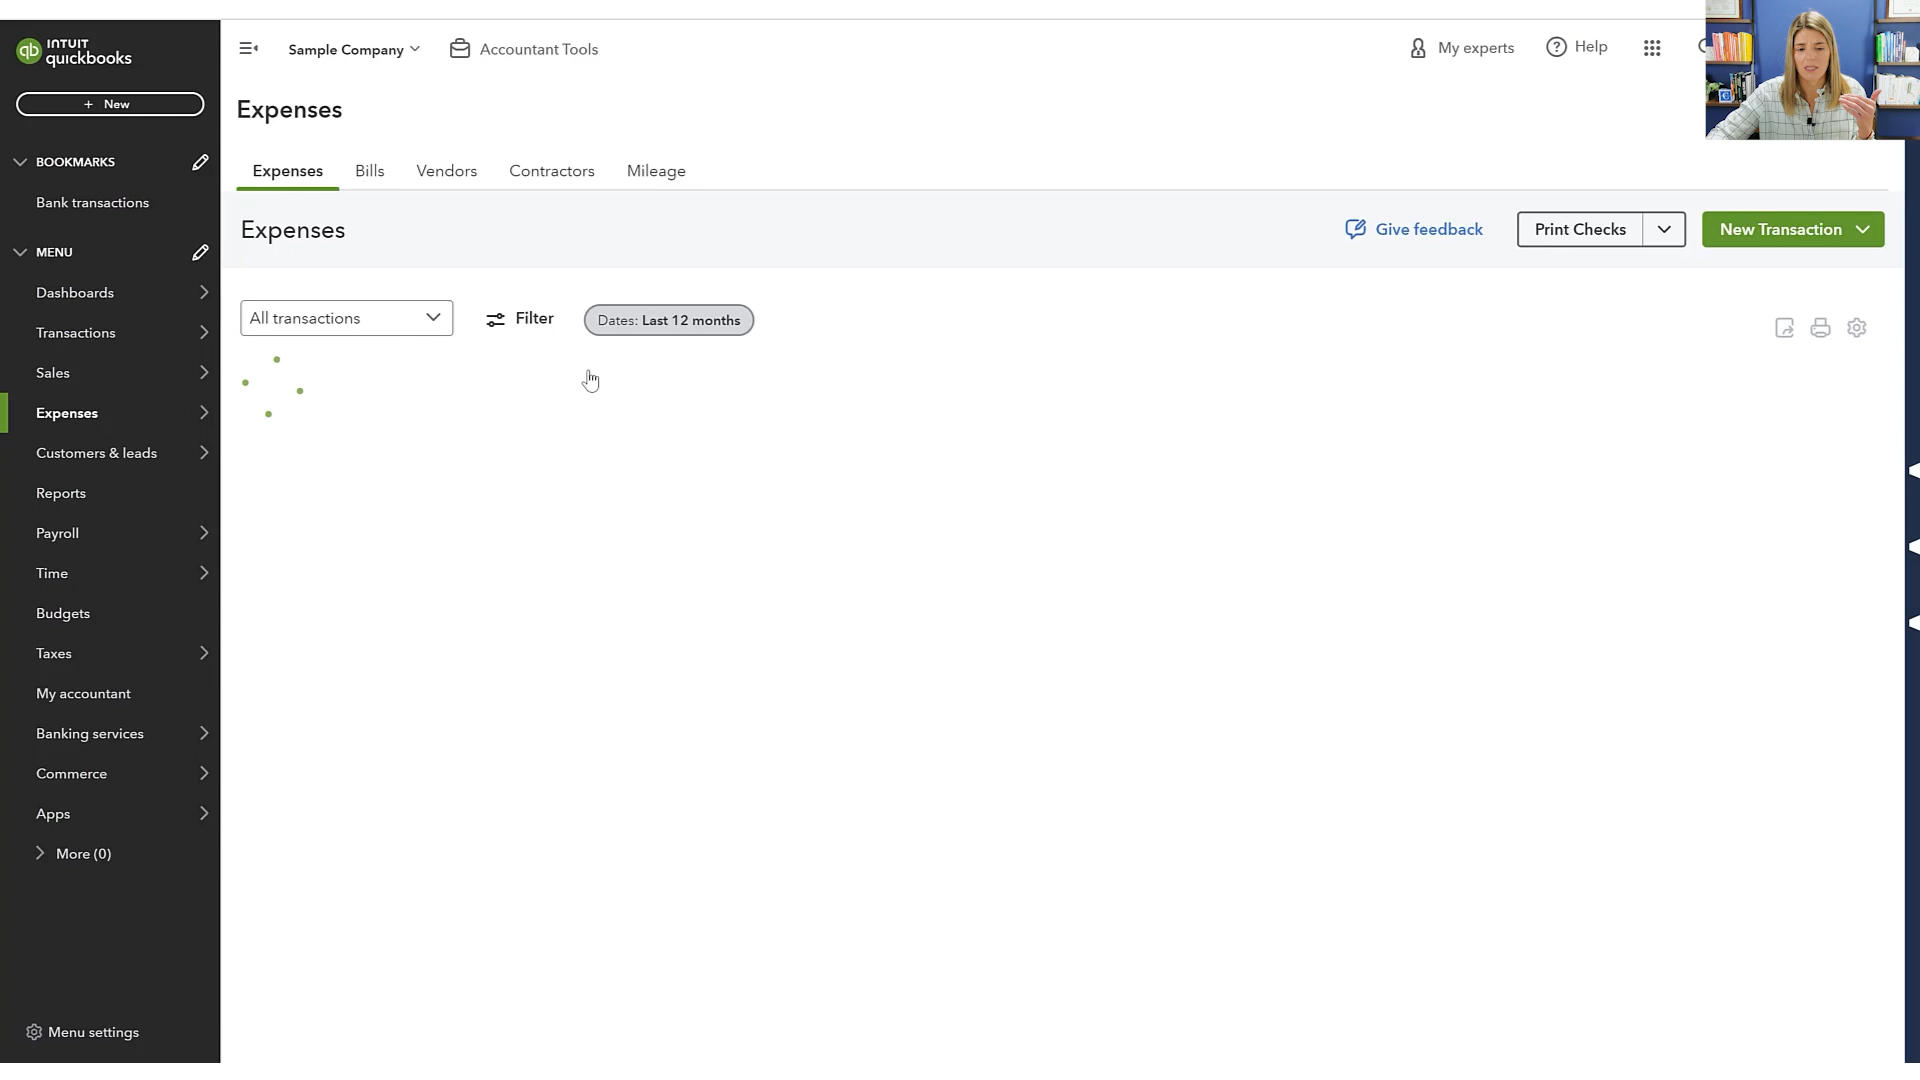 INTUIT
qb quickbooks
Sample Company
Accountant Tools
My experts
Help
+ New
Expenses
BOOKMARKS
Bank transactions
Expenses Bills Vendors Contractors Mileage
Expenses
Give feedback
Print Checks
New Transaction
MENU
Dashboards
Transactions
Sales
Expenses
Customers & leads
Reports
Payroll
Time
Budgets
Taxes
My accountant
Banking services
Commerce
Apps
More (0)
Menu settings
All transactions
Filter
Dates: Last 12 months